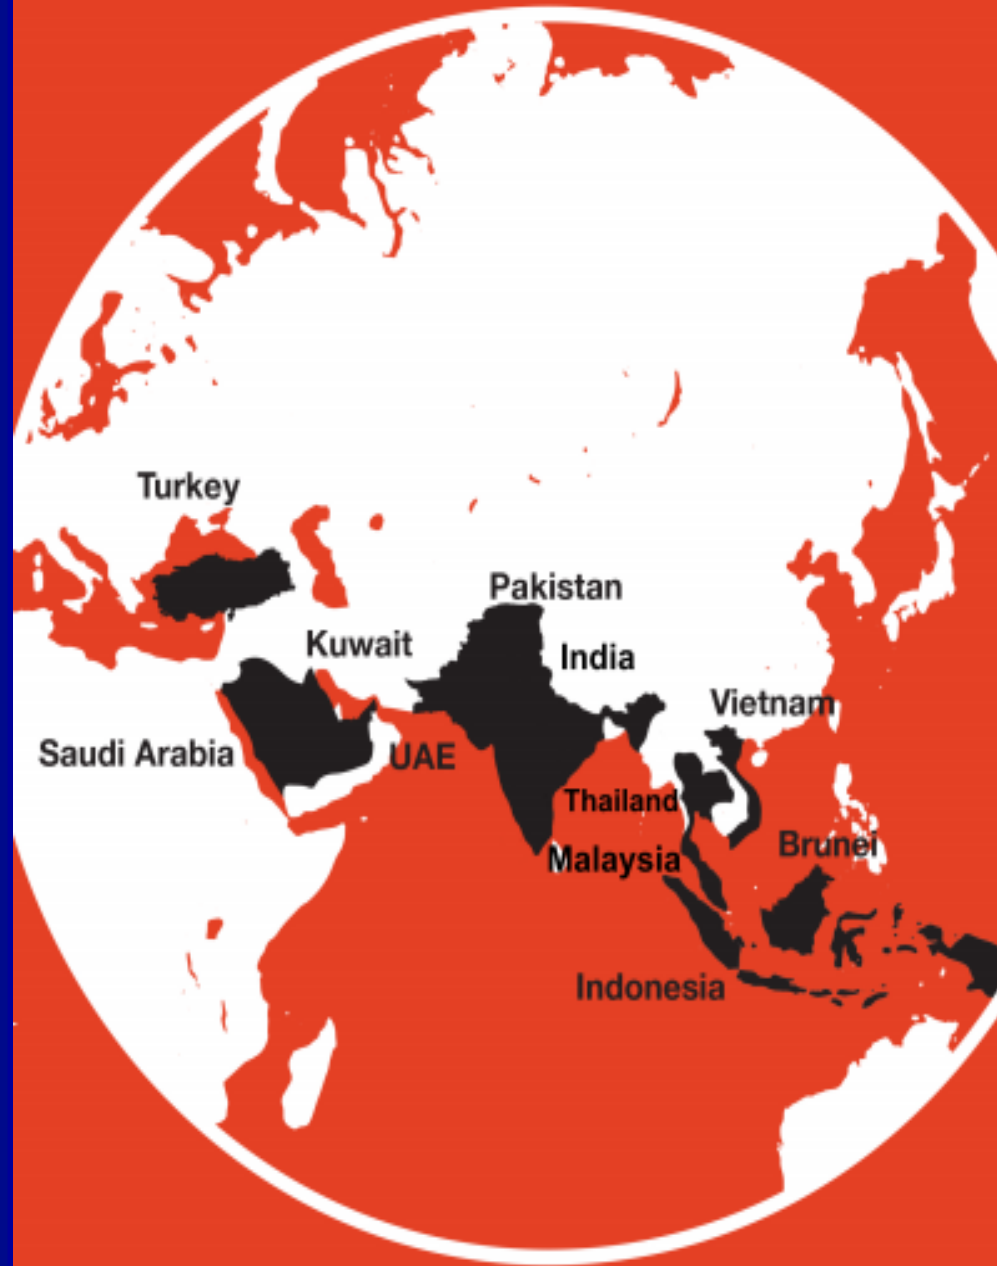 Turkey
Pakistan
Kuwait
India
Vietnam
Saudi Arabia
UAE
Thailand
Brunei
Malaysia
Indonesia